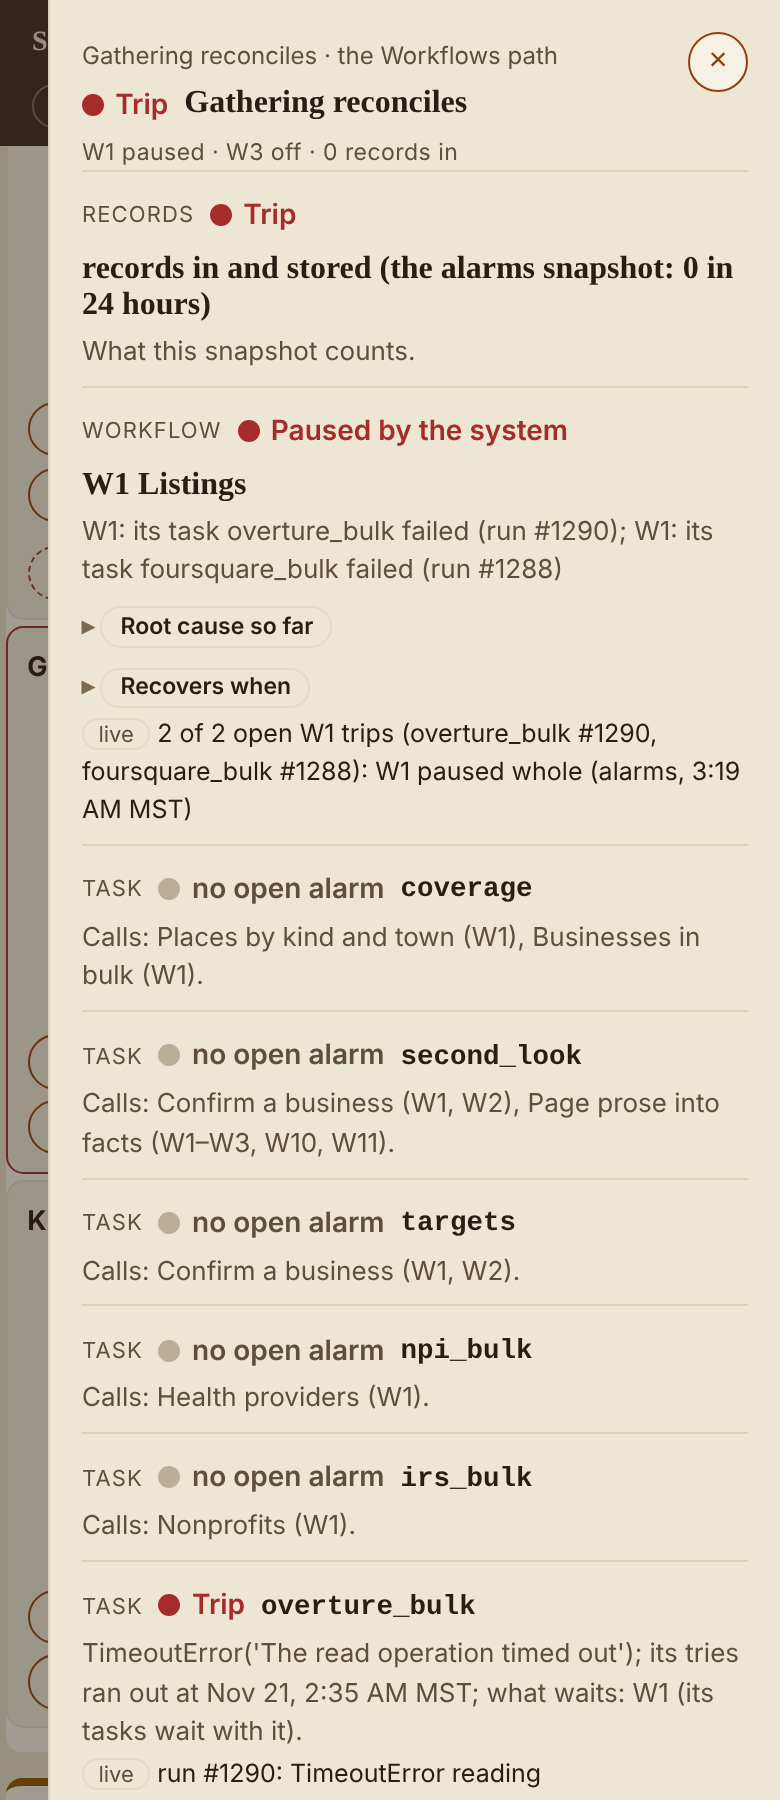 S
Gathering reconciles · the Workflows path
×
Trip Gathering reconciles
W1 paused · W3 off · 0 records in
RECORDS Trip
records in and stored (the alarms snapshot: 0 in
24 hours)
What this snapshot counts.
WORKFLOW Paused by the system
W1 Listings
W1: its task overture_bulk failed (run #1290); W1: its
task foursquare_bulk failed (run #1288)
▶ Root cause so far
▶ Recovers when
live 2 of 2 open W1 trips (overture_bulk #1290,
foursquare_bulk #1288): W1 paused whole (alarms, 3:19
AM MST)
TASK no open alarm coverage
Calls: Places by kind and town (W1), Businesses in
bulk (W1).
G
TASK no open alarm second_look
Calls: Confirm a business (W1, W2), Page prose into
facts (W1–W3, W10, W11).
K
TASK no open alarm targets
Calls: Confirm a business (W1, W2).
TASK no open alarm npi_bulk
Calls: Health providers (W1).
TASK no open alarm irs_bulk
Calls: Nonprofits (W1).
TASK Trip overture_bulk
TimeoutError('The read operation timed out'); its tries
ran out at Nov 21, 2:35 AM MST; what waits: W1 (its
tasks wait with it).
live run #1290: TimeoutError reading